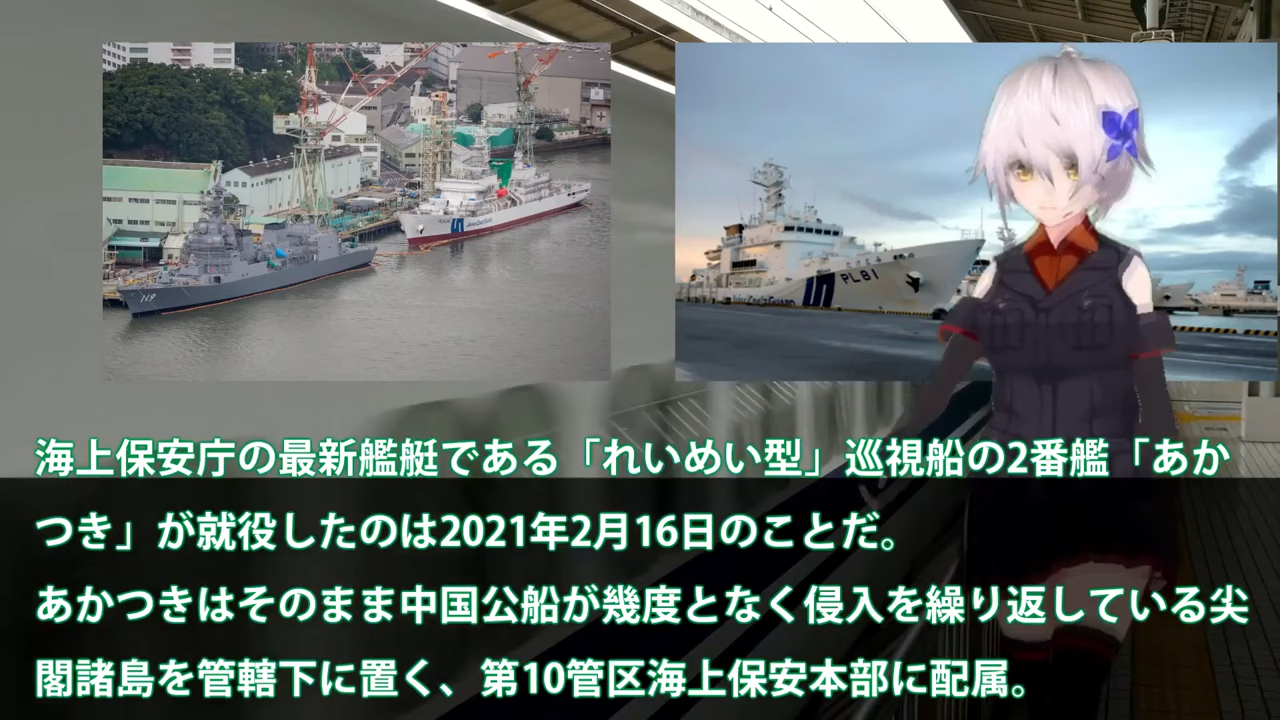 119
PL81
海上保安庁の最新艦艇である「れいめい型」巡視船の2番艦「あか
つき」が就役したのは2021年2月16日のことだ。
あかつきはそのまま中国公船が幾度となく侵入を繰り返している尖
閣諸島を管轄下に置く、第10管区海上保安本部に配属。